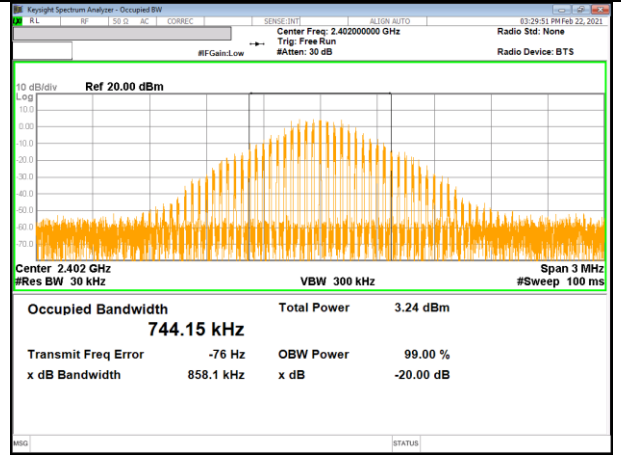 Keysight Spectrum Analyzer - Occupied BW
RL RF 50 Ω AC CORREC SENSE:INT ALIGN AUTO 03:29:51 PM Feb 22, 2021
Center Freq: 2.402000000 GHz Radio Std: None
Trig: Free Run
#IFGain:Low #Atten: 30 dB Radio Device: BTS
10 dB/div Ref 20.00 dBm
Log
10.0
0.00
-10.0
-20.0
-30.0
-40.0
-50.0
-60.0
-70.0
Center 2.402 GHz Span 3 MHz
#Res BW 30 kHz VBW 300 kHz #Sweep 100 ms
Occupied Bandwidth Total Power 3.24 dBm
744.15 kHz
Transmit Freq Error -76 Hz OBW Power 99.00 %
x dB Bandwidth 858.1 kHz x dB -20.00 dB
MSG STATUS